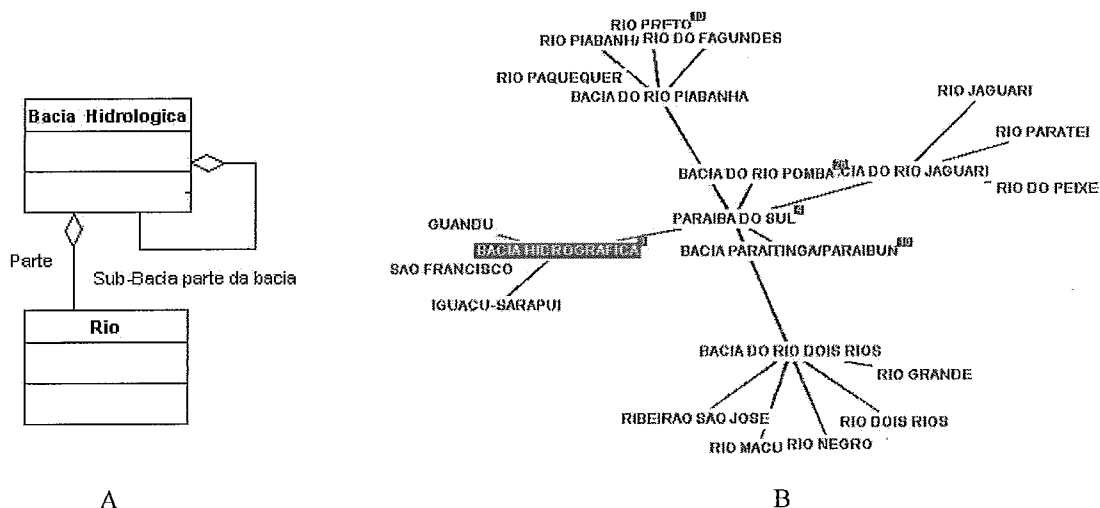 Bacia Hidrologica
Parte
Sub-Bacia parte da bacia
Rio
A
RIO PRETO
RIO PIABANHA
RIO DO FAGUNDES
RIO PAQUEQUER
BACIA DO RIO PIABANHA
RIO JAGUARI
RIO PARATEI
BACIA DO RIO POMBA
CIA DO RIO JAGUARI
RIO DO PEIXE
GUANDU
PARAIBA DO SUL
BACIA HIDROGRAFICA
BACIA PARAITINGA/PARAIBUN
SAO FRANCISCO
IGUACU-SARAPUI
BACIA DO RIO DOIS RIOS
RIO GRANDE
RIBEIRAO SAO JOSE
RIO DOIS RIOS
RIO MACU
RIO NEGRO
B